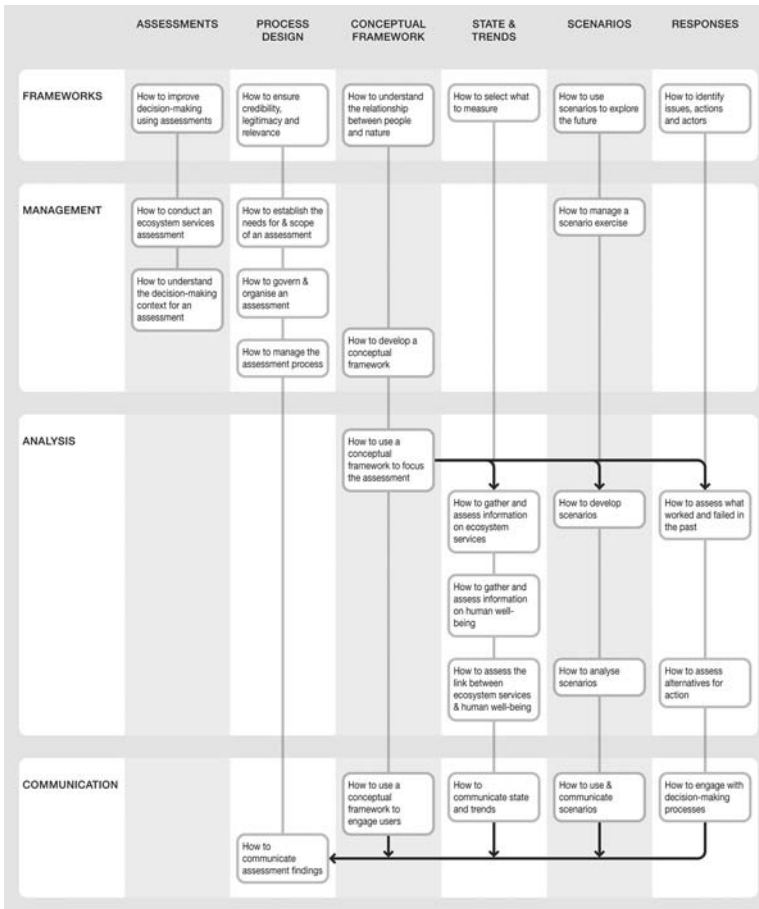 ASSESSMENTS
PROCESS
DESIGN
CONCEPTUAL
FRAMEWORK
STATE &
TRENDS
SCENARIOS
RESPONSES
FRAMEWORKS
How to improve
decision-making
using assessments
How to ensure
credibility,
legitimacy and
relevance
How to understand
the relationship
between people
and nature
How to select what
to measure
How to use
scenarios to explore
the future
How to identify
issues, actions
and actors
MANAGEMENT
How to conduct an
ecosystem services
assessment
How to establish the
needs for & scope
of an assessment
How to manage a
scenario exercise
How to understand
the decision-making
context for an
assessment
How to govern &
organise an
assessment
How to manage the
assessment process
How to develop a
conceptual
framework
ANALYSIS
How to use a
conceptual
framework to focus
the assessment
How to gather and
assess information
on ecosystem
services
How to develop
scenarios
How to assess what
worked and failed in
the past
How to gather and
assess information
on human well-
being
How to assess the
link between
ecosystem services
& human well-being
How to analyse
scenarios
How to assess
alternatives for
action
COMMUNICATION
How to use a
conceptual
framework to
engage users
How to
communicate state
and trends
How to use &
communicate
scenarios
How to engage with
decision-making
processes
How to
communicate
assessment findings